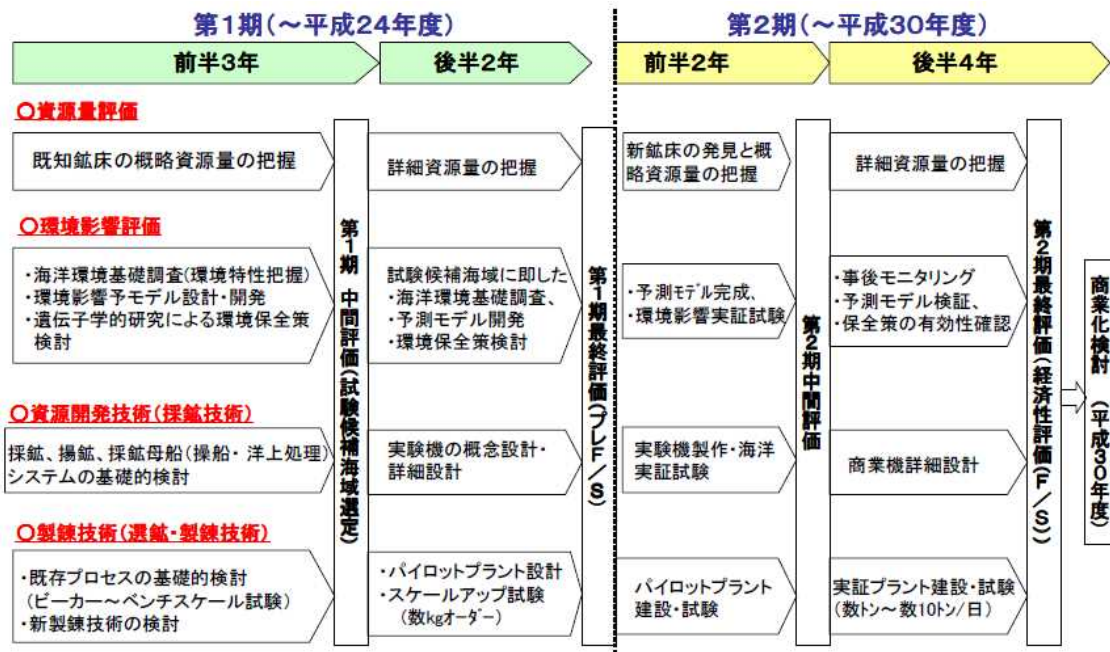 第1期(～平成24年度)
第2期(～平成30年度)
前半3年
後半2年
前半2年
後半4年
○資源量評価
既知鉱床の概略資源量の把握
詳細資源量の把握
新鉱床の発見と概
略資源量の把握
詳細資源量の把握
○環境影響評価
・海洋環境基礎調査(環境特性把握)
・環境影響予モデル設計・開発
・遺伝子学的研究による環境保全策
検討
試験候補海域に即した
・海洋環境基礎調査、
・予測モデル開発
・環境保全策検討
・予測モデル完成、
・環境影響実証試験
・事後モニタリング
・予測モデル検証、
・保全策の有効性確認
○資源開発技術(採鉱技術)
採鉱、揚鉱、採鉱母船(操船・ 洋上処理)
システムの基礎的検討
実験機の概念設計・
詳細設計
実験機製作・海洋
実証試験
商業機詳細設計
○製錬技術(選鉱・製錬技術)
・既存プロセスの基礎的検討
(ビーカー～ベンチスケール試験)
・新製錬技術の検討
・パイロットプラント設計
・スケールアップ試験
(数kgオーダー)
パイロットプラント
建設・試験
実証プラント建設・試験
(数トン～数10トン/日)
第1期 中間評価(試験候補海域選定)
第1期最終評価(プレF/S)
第2期中間評価
第2期最終評価(経済性評価(F/S))
商業化検討 (平成30年度)